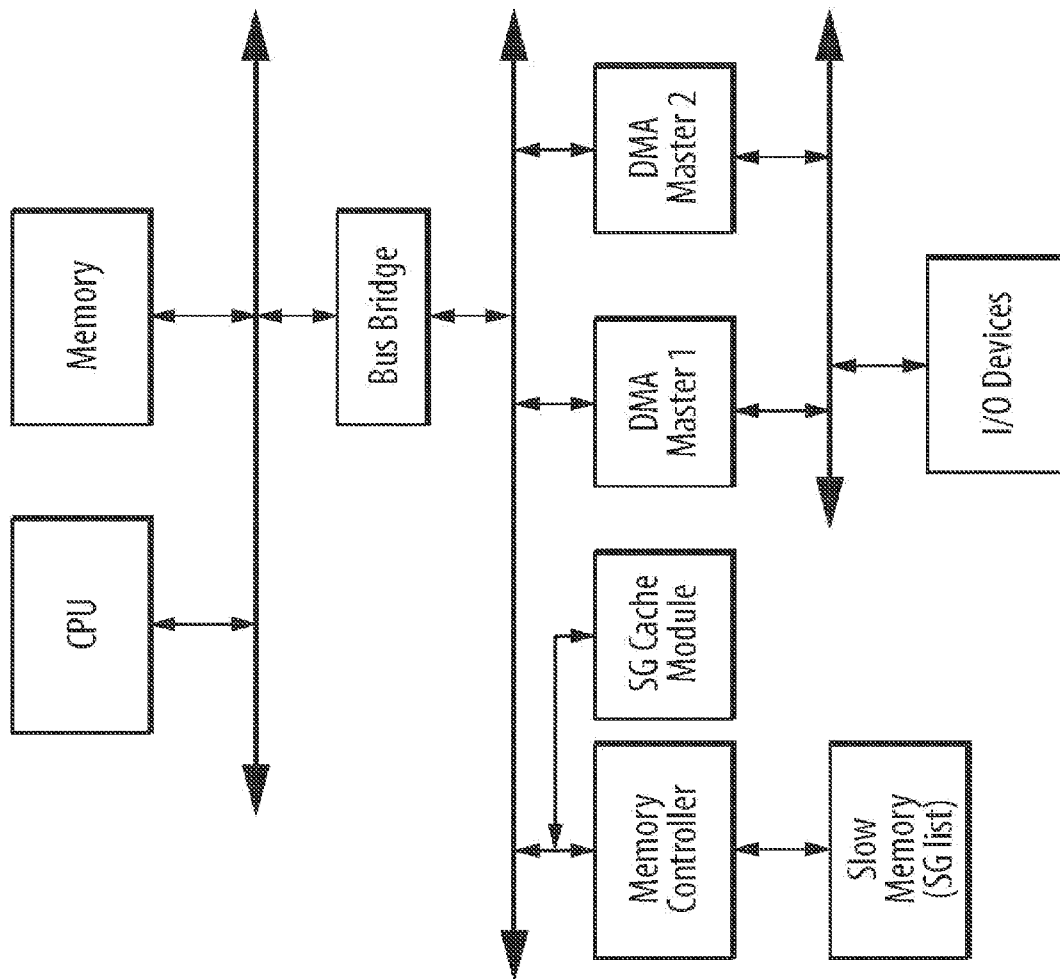 CPU
Memory
Bus Bridge
Memory
Controller
SG Cache
Module
DMA
Master 1
DMA
Master 2
Slow
Memory
(SG list)
I/O Devices